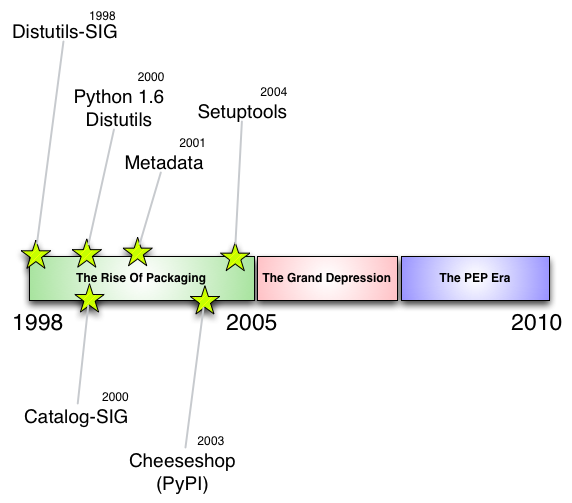 1998
Distutils-SIG
2000
Python 1.6
Distutils
2004
Setuptools
2001
Metadata
The Rise Of Packaging
The Grand Depression
The PEP Era
1998
2005
2010
2000
Catalog-SIG
2003
Cheeseshop
(PyPI)